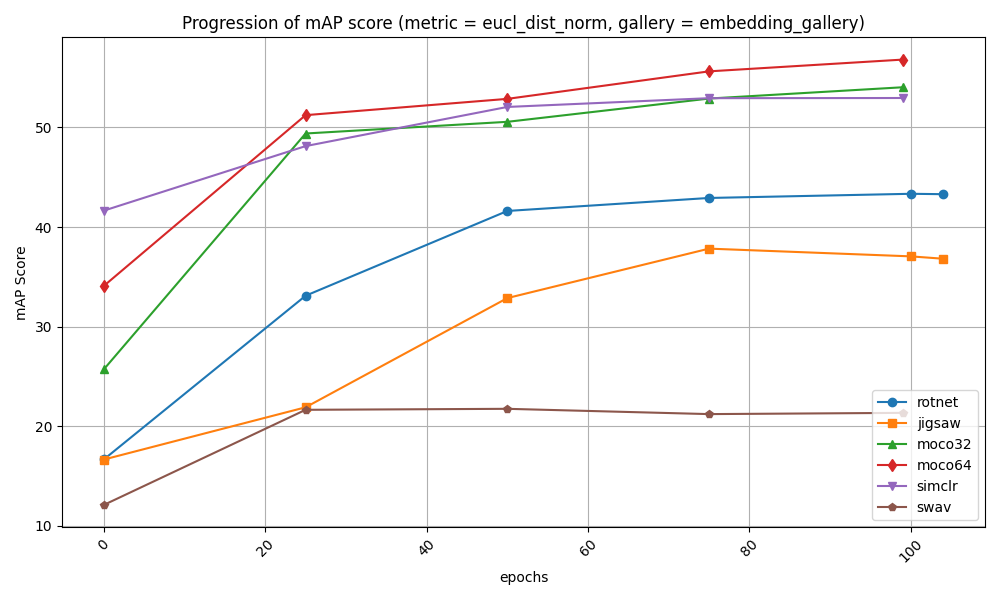 Progression of mAP score (metric = eucl_dist_norm, gallery = embedding_gallery)
mAP Score
50
40
30
20
10
0
20
40
60
80
100
epochs
rotnet
jigsaw
moco32
moco64
simclr
swav